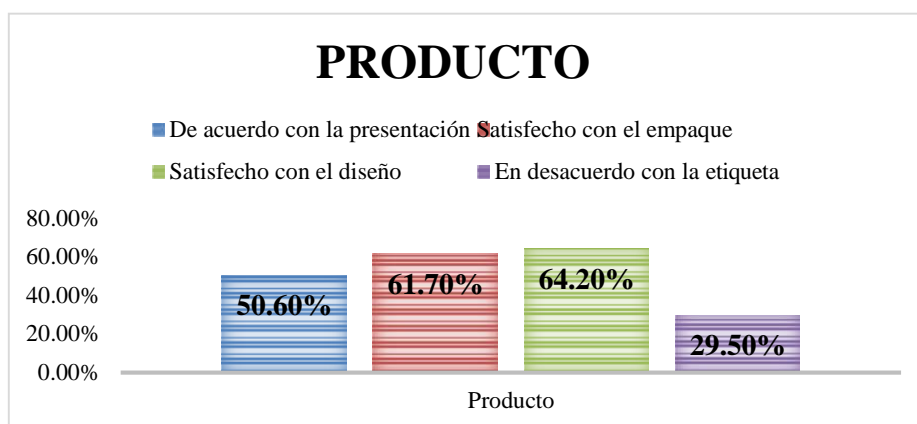 PRODUCTO
De acuerdo con la presentación Satisfecho con el empaque
Satisfecho con el diseño En desacuerdo con la etiqueta
80.00%
60.00%
40.00%
20.00%
0.00%
50.60% 61.70% 64.20% 29.50%
Producto